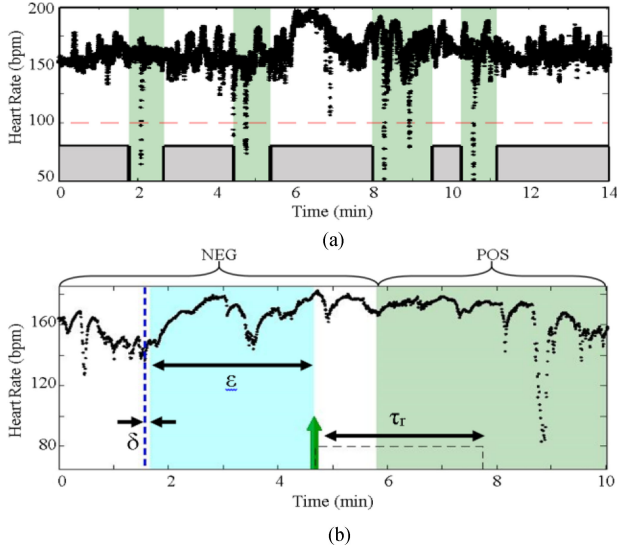 200
150
100
50
Heart Rate (bpm)
0 2 4 6 8 10 12 14
Time (min)
(a)
NEG POS
160
120
80
Heart Rate (bpm)
ε
δ
τr
0 2 4 6 8 10
Time (min)
(b)